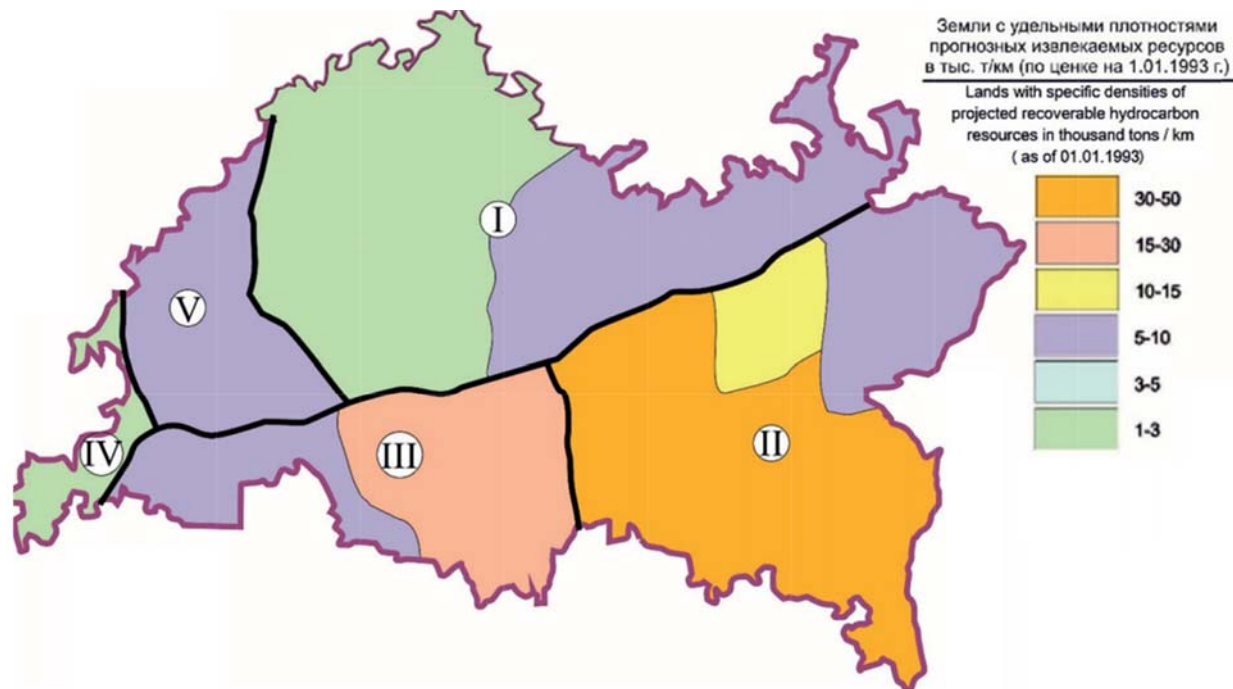 Земли с удельными плотностями
прогнозных извлекаемых ресурсов
в тыс. т/км (по ценке на 1.01.1993 г.)
Lands with specific densities of
projected recoverable hydrocarbon
resources in thousand tons / km
( as of 01.01.1993)
30-50
15-30
10-15
5-10
3-5
1-3
I
V
II
III
IV